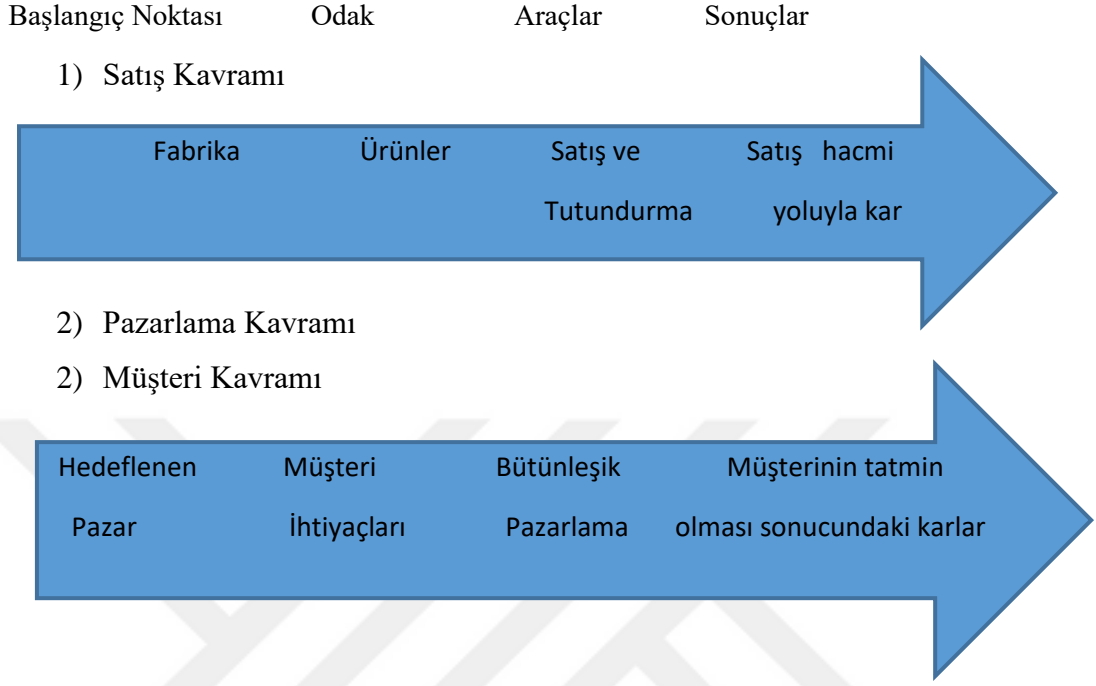 Başlangıç Noktası Odak Araçlar Sonuçlar
1) Satış Kavramı
Fabrika Ürünler Satış ve Satış hacmi
Tutundurma yoluyla kar
2) Pazarlama Kavramı
2) Müşteri Kavramı
Hedeflenen Müşteri Bütünleşik Müşterinin tatmin
Pazar İhtiyaçları Pazarlama olması sonucundaki karlar